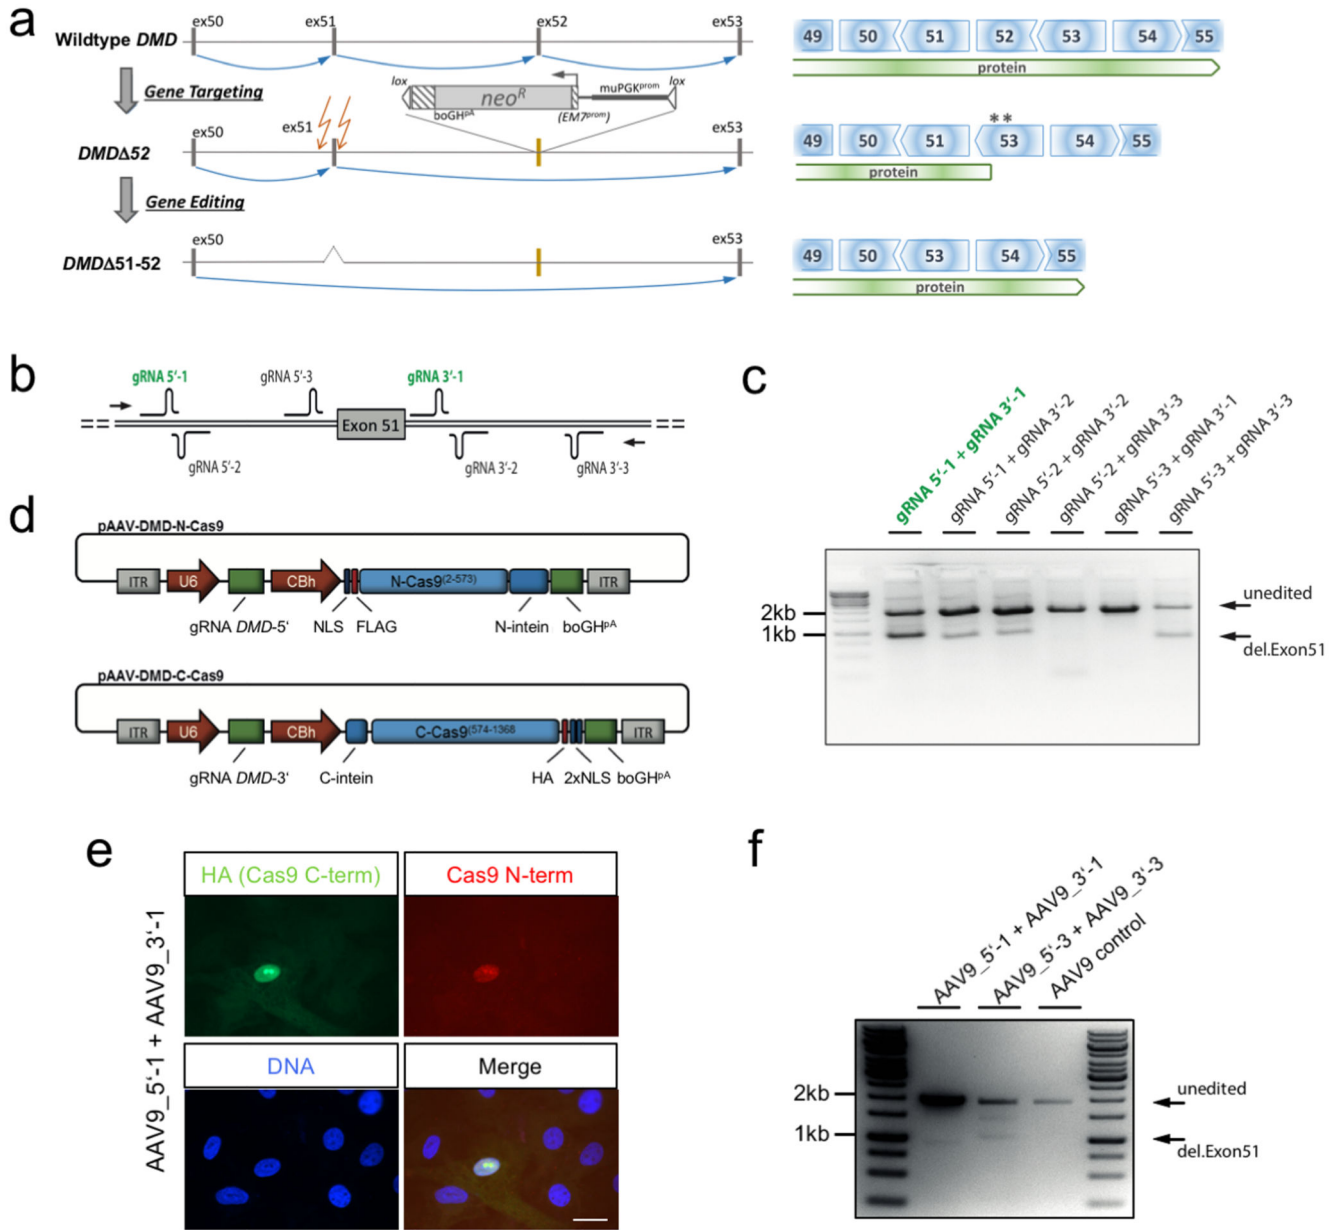 a
ex50 ex51 ex52 ex53
Wildtype DMD
49 50 51 52 53 54 55
protein
Gene Targeting
lox neoR muPGKprom lox
boGHpA (EM7prom)
ex50 ex51 ex53
DMDΔ52
**
49 50 51 53 54 55
protein
Gene Editing
ex50 ex53
DMDΔ51-52
49 50 53 54 55
protein
b
gRNA 5'-1 gRNA 5'-3 gRNA 3'-1
Exon 51
gRNA 5'-2 gRNA 3'-2 gRNA 3'-3
c
gRNA 5'-1 + gRNA 3'-1
gRNA 5'-1 + gRNA 3'-2
gRNA 5'-2 + gRNA 3'-2
gRNA 5'-2 + gRNA 3'-3
gRNA 5'-3 + gRNA 3'-1
gRNA 5'-3 + gRNA 3'-3
2kb
1kb
unedited
del.Exon51
d
pAAV-DMD-N-Cas9
ITR U6 CBh N-Cas9(2-573) ITR
gRNA DMD-5' NLS FLAG N-intein boGHpA
pAAV-DMD-C-Cas9
ITR U6 CBh C-Cas9(574-1368 ITR
gRNA DMD-3' C-intein HA 2xNLS boGHpA
e
AAV9_5'-1 + AAV9_3'-1
HA (Cas9 C-term) Cas9 N-term
DNA Merge
f
AAV9_5'-1 + AAV9_3'-1
AAV9_5'-3 + AAV9_3'-3
AAV9 control
2kb
1kb
unedited
del.Exon51